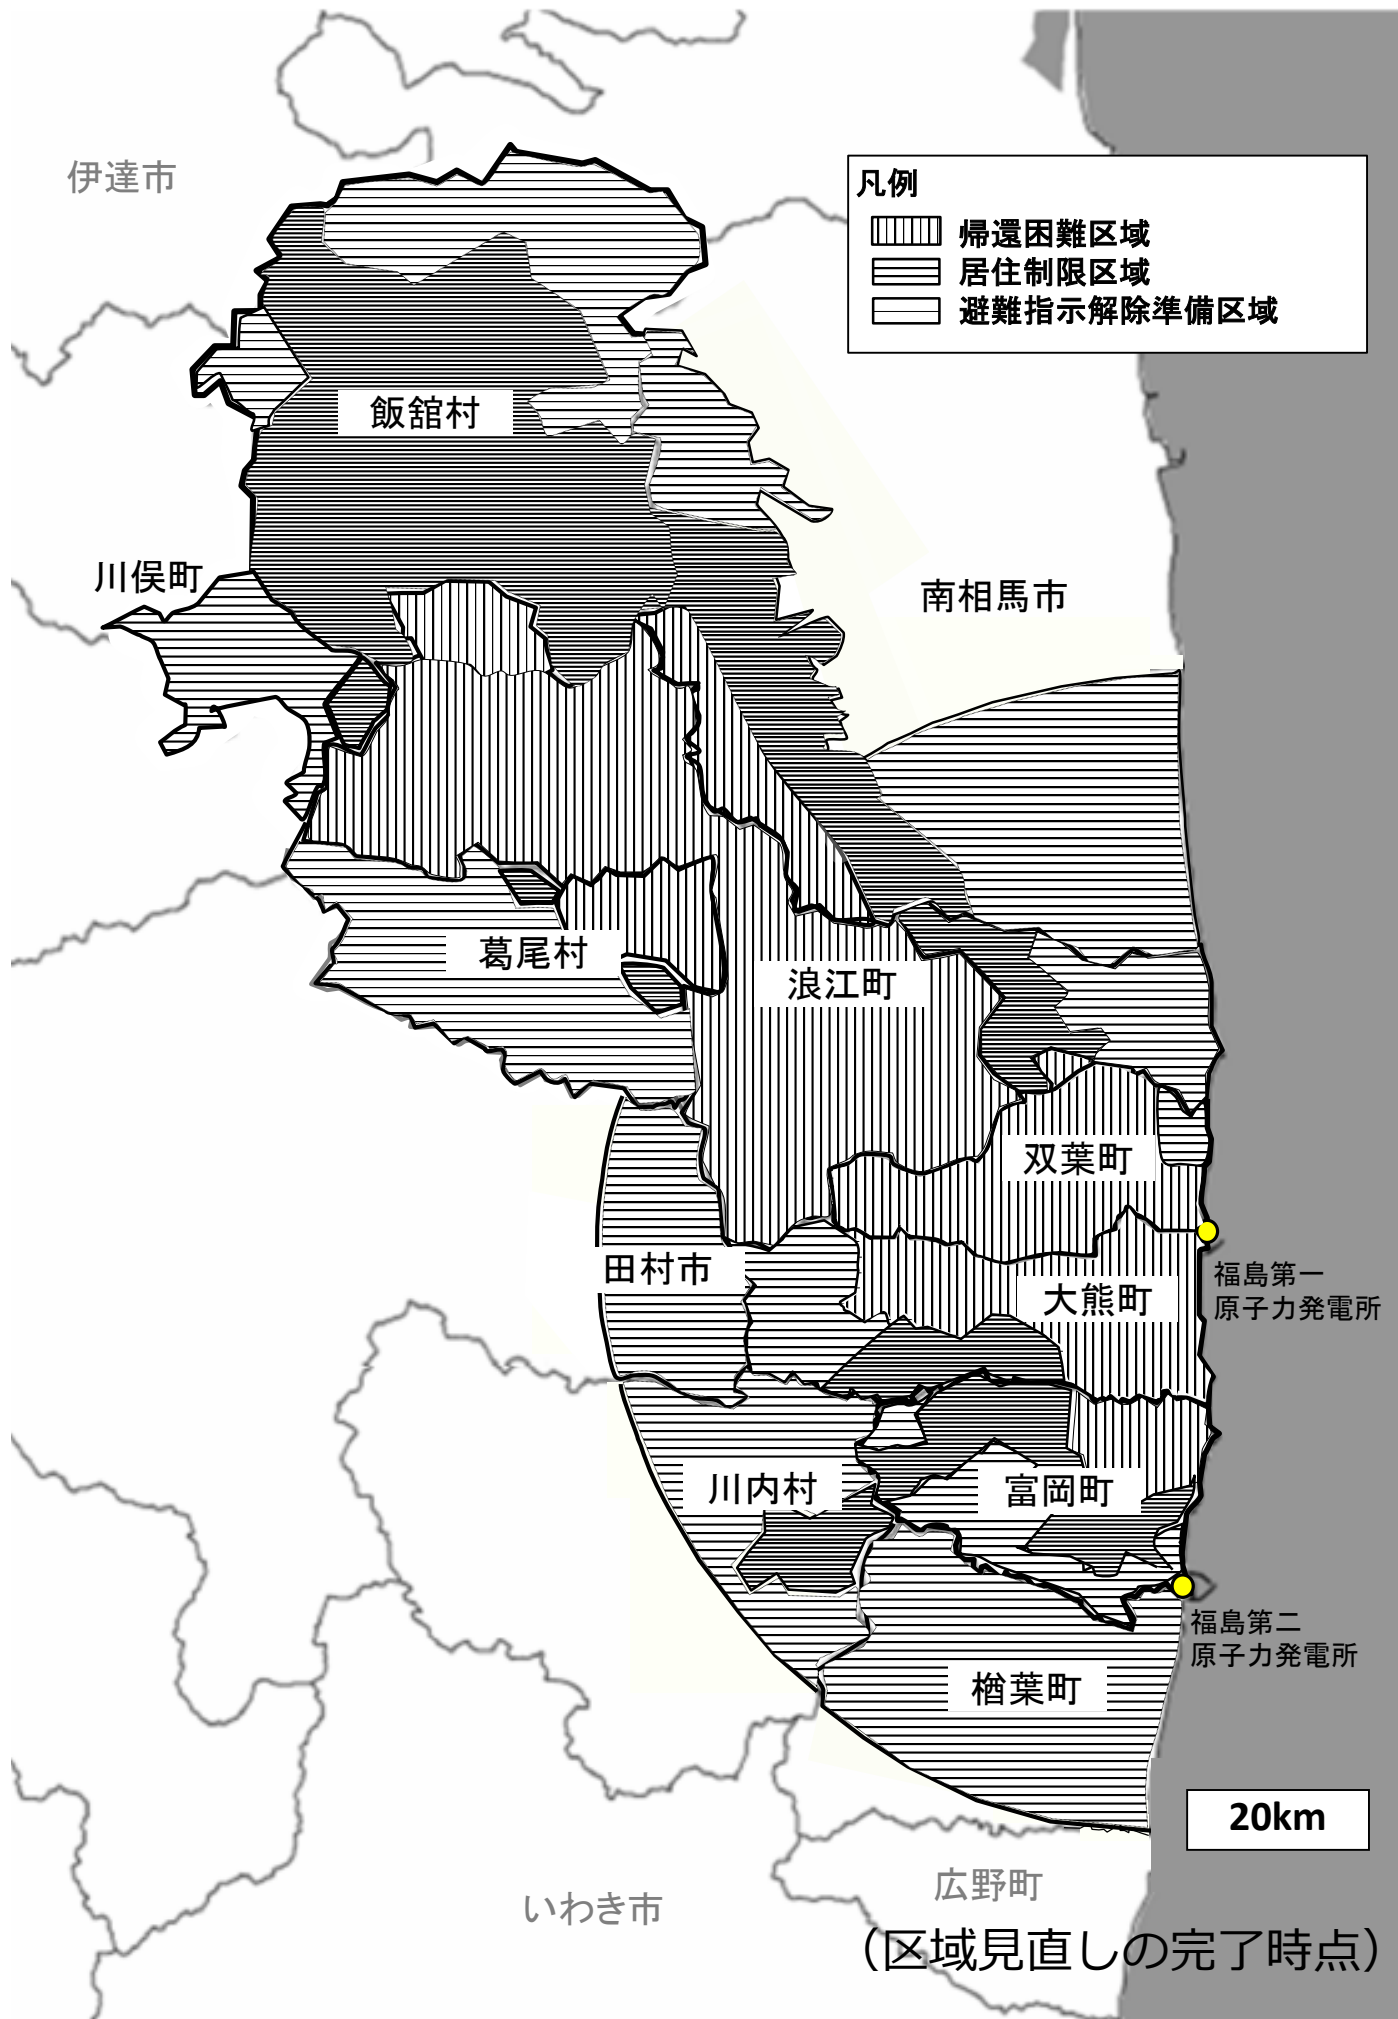 伊達市
凡例
帰還困難区域
居住制限区域
避難指示解除準備区域
飯舘村
川俣町
南相馬市
葛尾村
浪江町
双葉町
田村市
福島第一
原子力発電所
大熊町
川内村
富岡町
福島第二
原子力発電所
楢葉町
20km
広野町
いわき市
(区域見直しの完了時点)